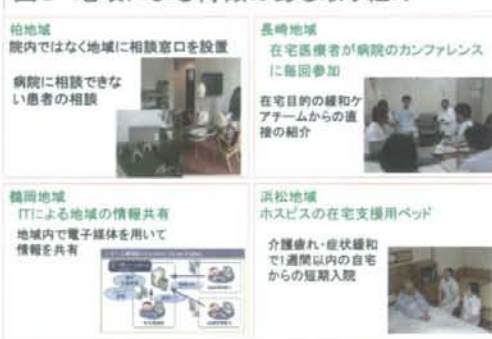 柏地域
院内ではなく地域に相談窓口を設置
病院に相談できな
い患者の相談
長崎地域
在宅医療者が病院のカンファレンス
に毎回参加
在宅目的の緩和ケ
アチームからの直
接の紹介
鶴岡地域
ITによる地域の情報共有
地域内で電子媒体を用いて
情報を共有
浜松地域
ホスピスの在宅支援用ベッド
介護疲れ・症状緩和
で1週間以内の自宅
からの短期入院